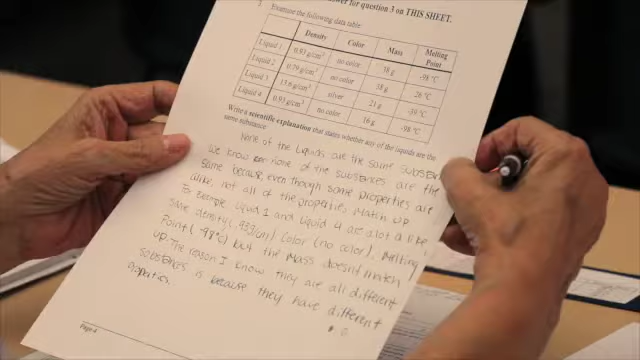 wer for question 3 on THIS SHEET.
Examine the following data table:
Density Color Mass Melting Point
Liquid 1 0.93 g/cm³ no color 38 g -98 °C
Liquid 2 0.79 g/cm³ no color 38 g 26 °C
Liquid 3 13.6 g/cm³ silver 21 g -39 °C
Liquid 4 0.93 g/cm³ no color 16 g -98 °C
Write a scientific explanation that states whether any of the liquids are the
same substance.
None of the Liquids are the same substanc
We know none of the substances are the
same because even though some properties are
alike, not all of the properties, match up.
For example Liquid 1 and Liquid 4 are alot a like
same density(.93g/cm) Color (no color), Melting
Point(-98°c) but the mass doesn't match
up. The reason I know they are all different
substances is because they have different
properties.
Page 4